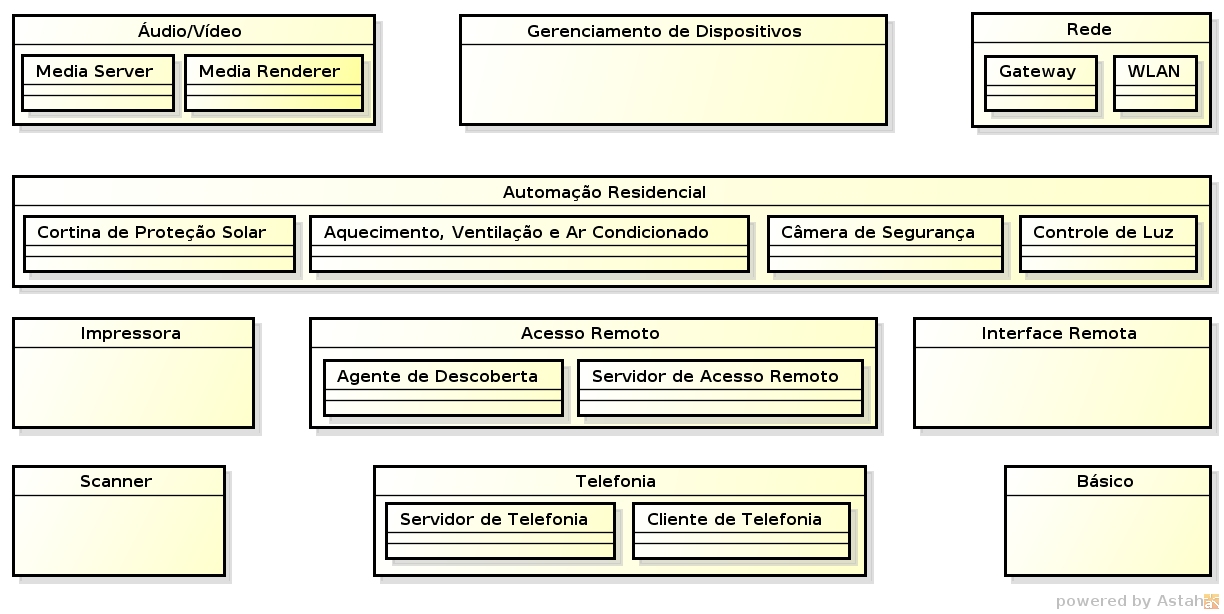 Áudio/Vídeo
Media Server
Media Renderer
Gerenciamento de Dispositivos
Rede
Gateway
WLAN
Automação Residencial
Cortina de Proteção Solar
Aquecimento, Ventilação e Ar Condicionado
Câmera de Segurança
Controle de Luz
Impressora
Acesso Remoto
Agente de Descoberta
Servidor de Acesso Remoto
Interface Remota
Scanner
Telefonia
Servidor de Telefonia
Cliente de Telefonia
Básico
powered by Astah